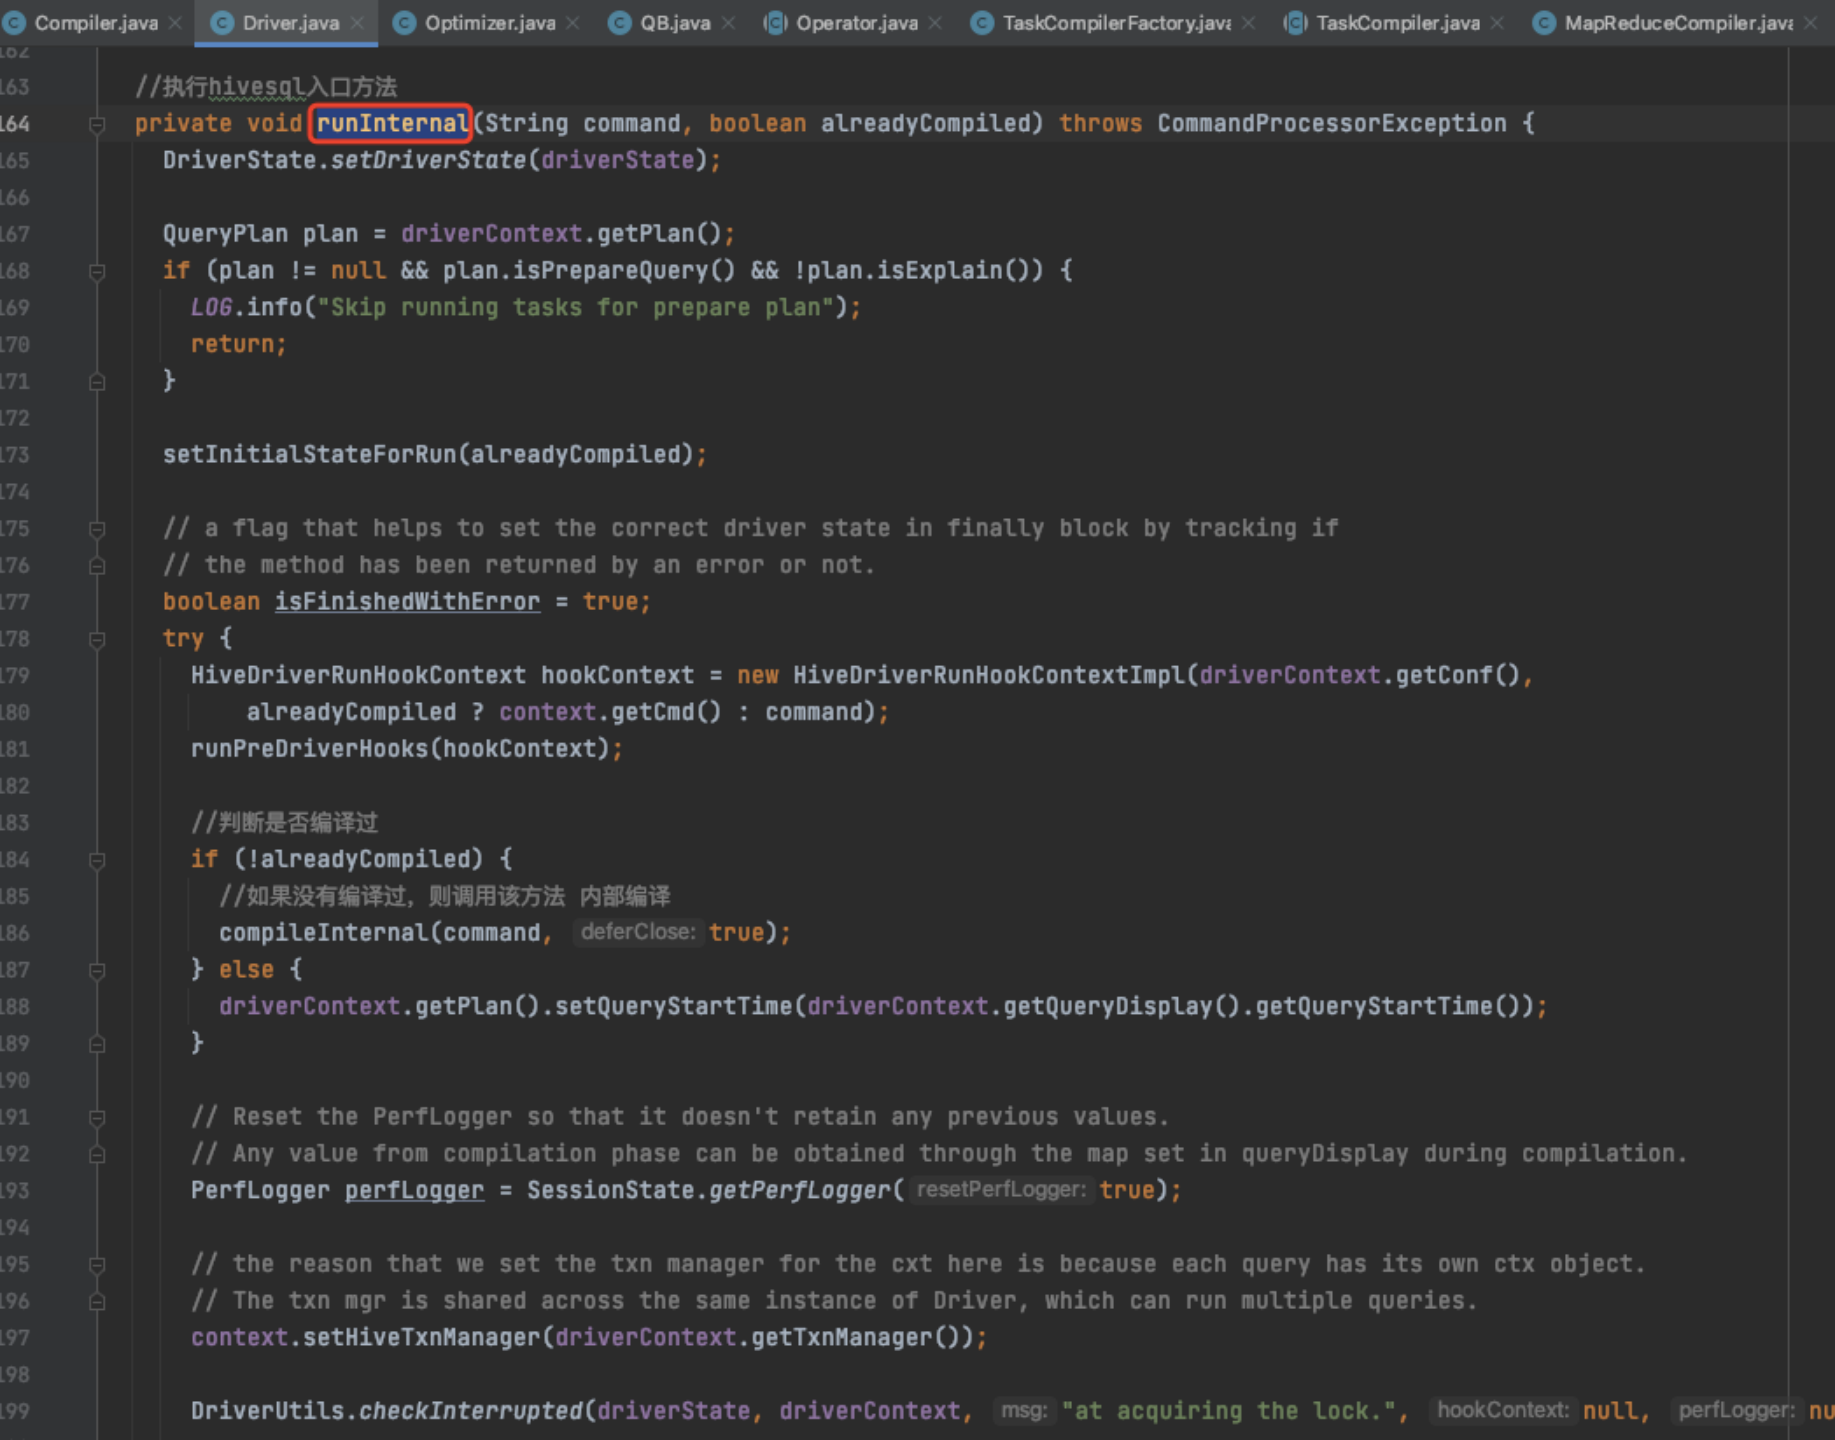 Compiler.java Driver.java Optimizer.java QB.java Operator.java TaskCompilerFactory.java TaskCompiler.java MapReduceCompiler.java
162
163 //执行hivesql入口方法
164 private void runInternal(String command, boolean alreadyCompiled) throws CommandProcessorException {
165 DriverState.setDriverState(driverState);
166
167 QueryPlan plan = driverContext.getPlan();
168 if (plan != null && plan.isPrepareQuery() && !plan.isExplain()) {
169 LOG.info("Skip running tasks for prepare plan");
170 return;
171 }
172
173 setInitialStateForRun(alreadyCompiled);
174
175 // a flag that helps to set the correct driver state in finally block by tracking if
176 // the method has been returned by an error or not.
177 boolean isFinishedWithError = true;
178 try {
179 HiveDriverRunHookContext hookContext = new HiveDriverRunHookContextImpl(driverContext.getConf(),
180 alreadyCompiled ? context.getCmd() : command);
181 runPreDriverHooks(hookContext);
182
183 //判断是否编译过
184 if (!alreadyCompiled) {
185 //如果没有编译过，则调用该方法 内部编译
186 compileInternal(command, deferClose: true);
187 } else {
188 driverContext.getPlan().setQueryStartTime(driverContext.getQueryDisplay().getQueryStartTime());
189 }
190
191 // Reset the PerfLogger so that it doesn't retain any previous values.
192 // Any value from compilation phase can be obtained through the map set in queryDisplay during compilation.
193 PerfLogger perfLogger = SessionState.getPerfLogger( resetPerfLogger: true);
194
195 // the reason that we set the txn manager for the cxt here is because each query has its own ctx object.
196 // The txn mgr is shared across the same instance of Driver, which can run multiple queries.
197 context.setHiveTxnManager(driverContext.getTxnManager());
198
199 DriverUtils.checkInterrupted(driverState, driverContext, msg: "at acquiring the lock.", hookContext: null, perfLogger: nu